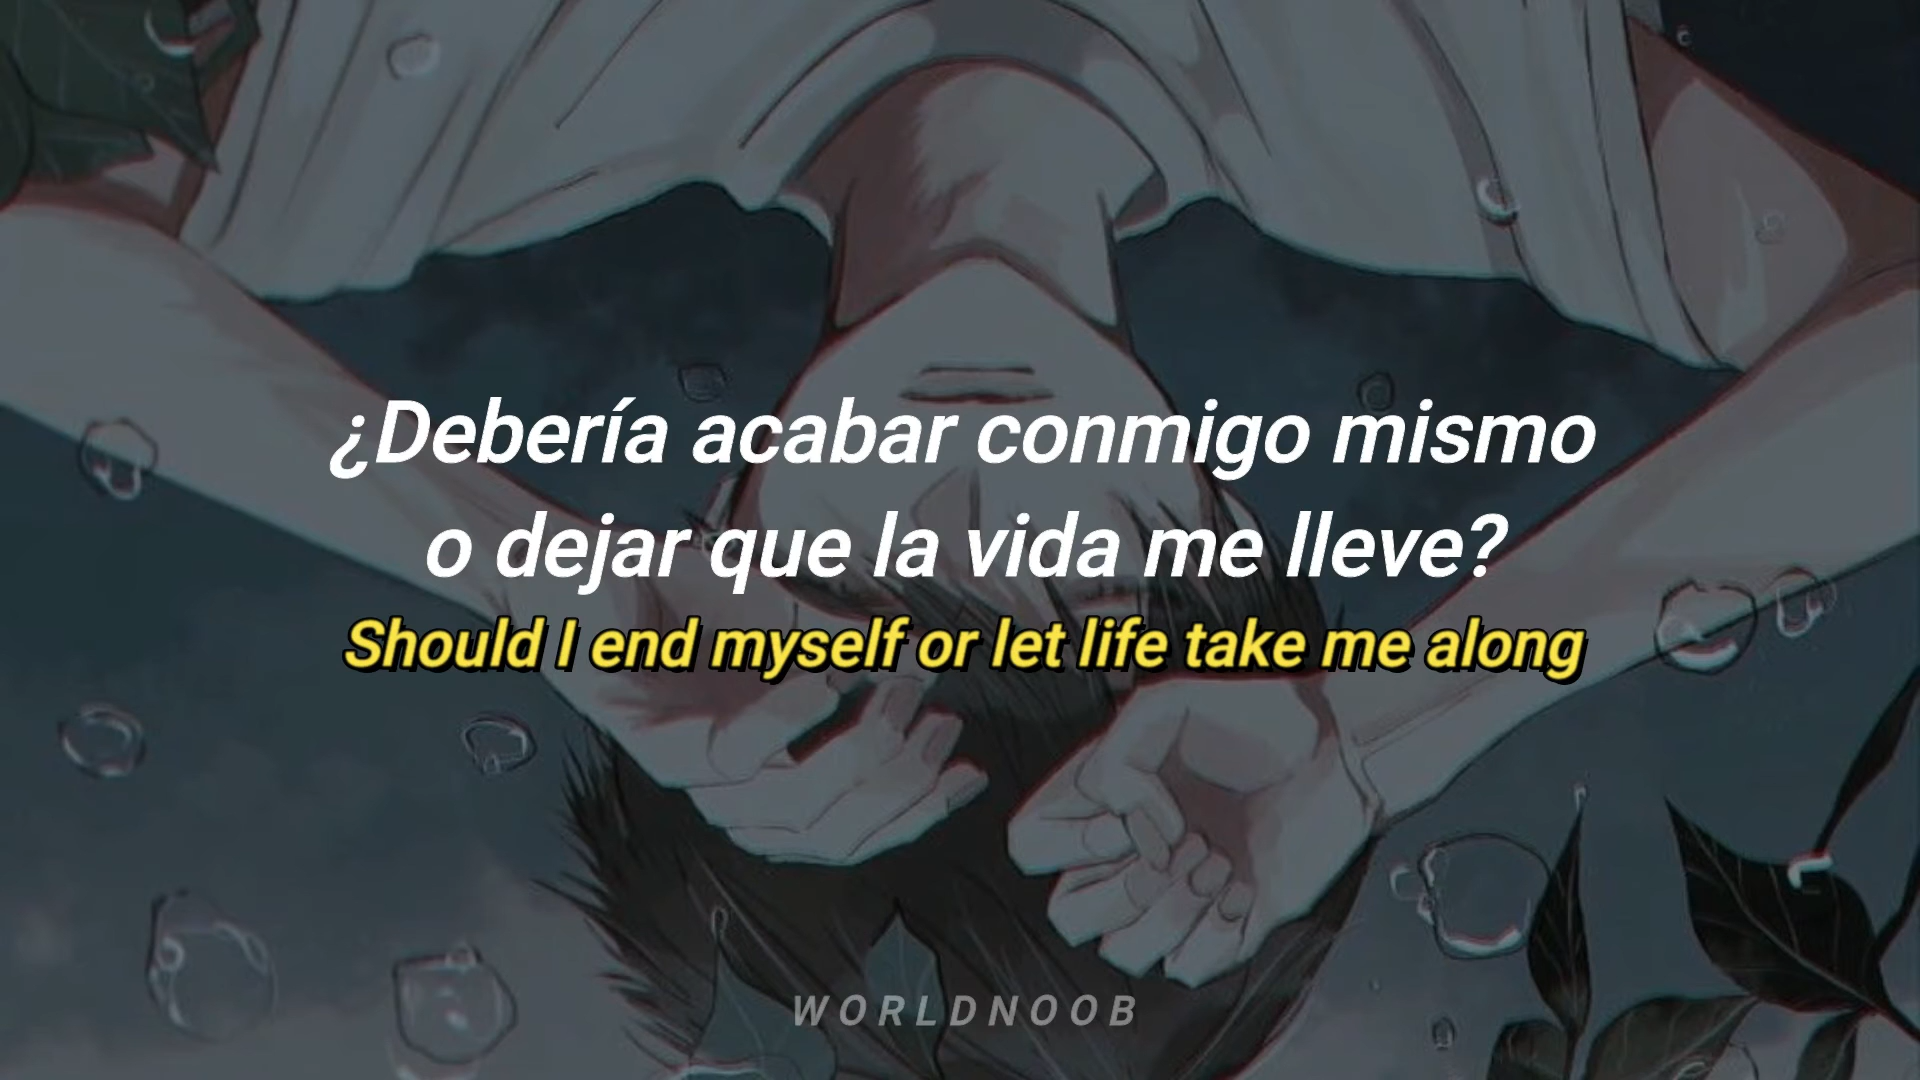 ¿Debería acabar conmigo mismo
o dejar que la vida me lleve?
Should I end myself or let life take me along
WORLDNOOB